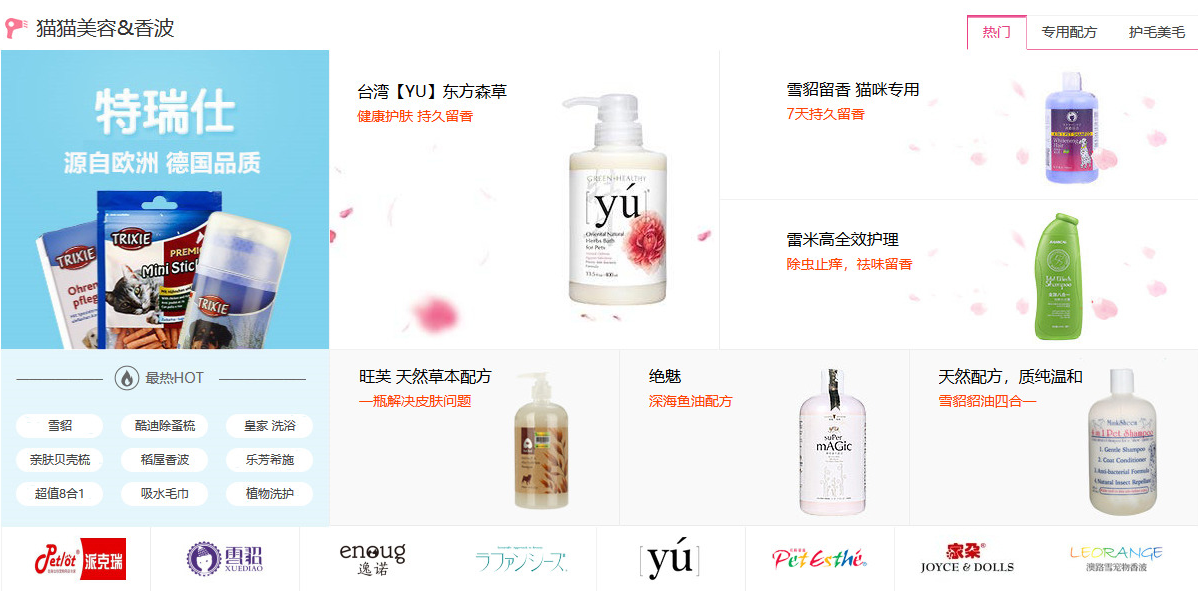 猫猫美容&香波
热门
专用配方
护毛美毛
特瑞仕
源自欧洲 德国品质
TRIXIE
TRIXIE
PREMI
Mini Stick
TRIXIE
台湾【YU】东方森草
健康护肤 持久留香
GREEN+HEALTHY
[yú]
Oriental Natural
Herbs Bath
for Pets
雪貂留香 猫咪专用
7天持久留香
Whitening
Hair
雷米高全效护理
除虫止痒，祛味留香
Shampoo
最热HOT
雪貂
酷迪除蚤梳
皇家 洗浴
亲肤贝壳梳
稻屋香波
乐芳希施
超值8合1
吸水毛巾
植物洗护
旺芙 天然草本配方
一瓶解决皮肤问题
绝魅
深海鱼油配方
yú
suPer
mAGic
天然配方，质纯温和
雪貂貂油四合一
MinkSheen
4 in 1 Pet Shampoo
1. Gentle Shampoo
2. Coat Conditioner
3. Anti-bacterial Formula
4. Natural Insect Repellant
Petlöt® 派克瑞
雪貂
XUEDIAO
enoug
逸诺
ラファンシーズ
[yú]
PetEsthé®
家朵®
JOYCE & DOLLS
LEORANGE
澳路雪宠物香波